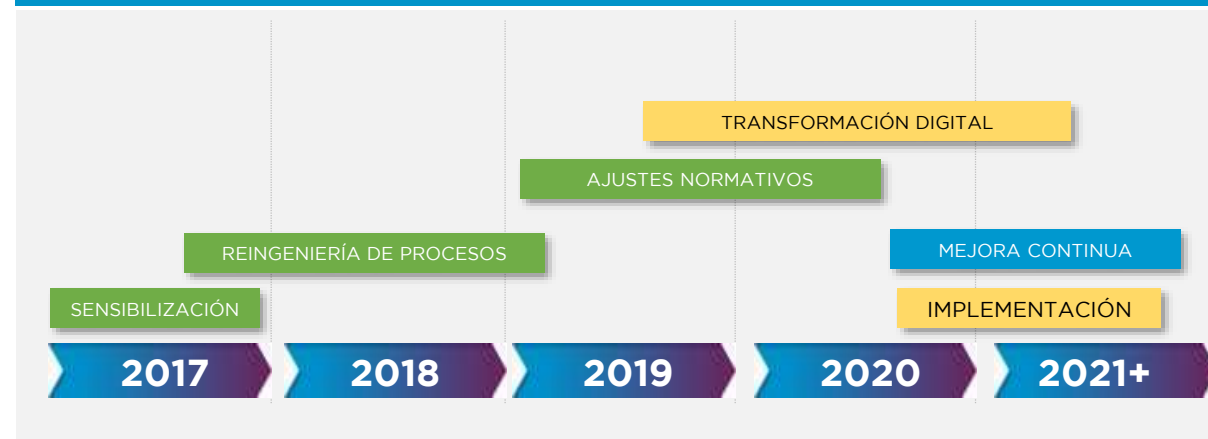 TRANSFORMACIÓN DIGITAL
AJUSTES NORMATIVOS
REINGENIERÍA DE PROCESOS
MEJORA CONTINUA
SENSIBILIZACIÓN
IMPLEMENTACIÓN
2017
2018
2019
2020
2021+